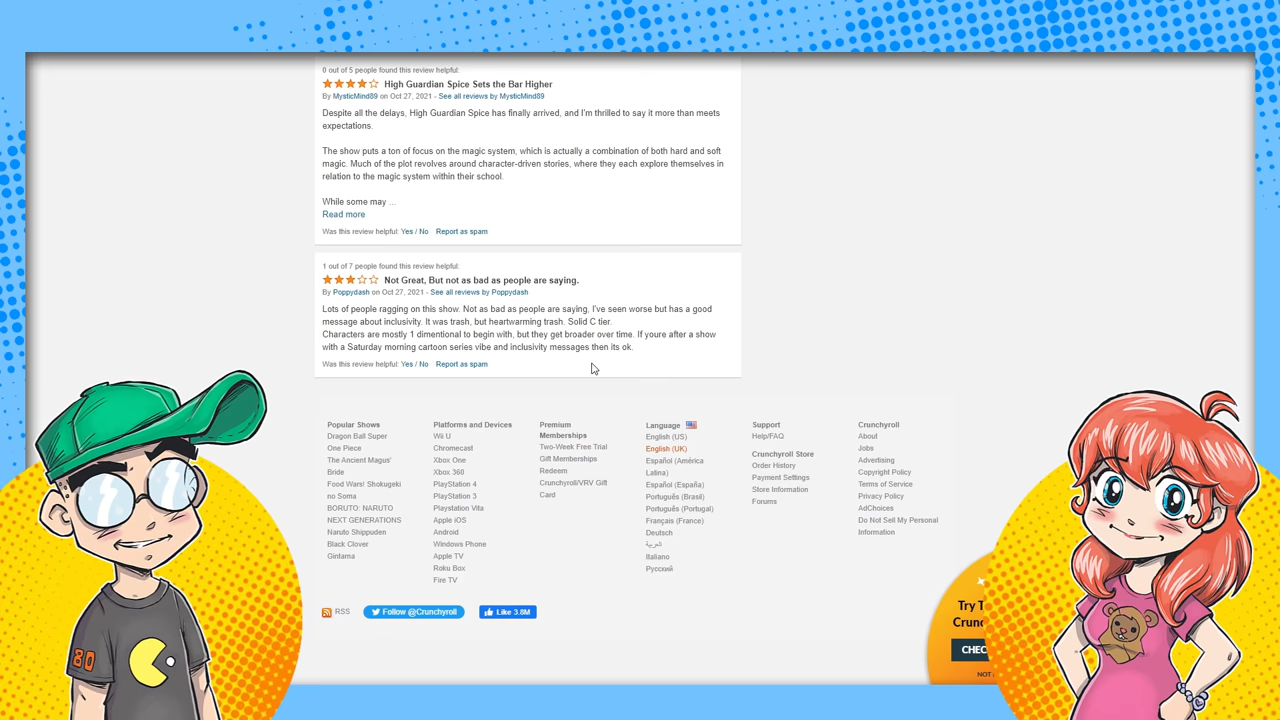 0 out of 5 people found this review helpful:
High Guardian Spice Sets the Bar Higher
By MysticMind89 on Oct 27, 2021 - See all reviews by MysticMind89
Despite all the delays, High Guardian Spice has finally arrived, and I'm thrilled to say it more than meets
expectations.
The show puts a ton of focus on the magic system, which is actually a combination of both hard and soft
magic. Much of the plot revolves around character-driven stories, where they each explore themselves in
relation to the magic system within their school.
While some may ...
Read more
Was this review helpful: Yes / No Report as spam
1 out of 7 people found this review helpful:
Not Great, But not as bad as people are saying.
By Poppydash on Oct 27, 2021 - See all reviews by Poppydash
Lots of people ragging on this show. Not as bad as people are saying, I've seen worse but has a good
message about inclusivity. It was trash, but heartwarming trash. Solid C tier.
Characters are mostly 1 dimentional to begin with, but they get broader over time. If youre after a show
with a Saturday morning cartoon series vibe and inclusivity messages then its ok.
Was this review helpful: Yes / No Report as spam
Popular Shows
Dragon Ball Super
One Piece
The Ancient Magus'
Bride
Food Wars! Shokugeki
no Soma
BORUTO: NARUTO
NEXT GENERATIONS
Naruto Shippuden
Black Clover
Gintama
Platforms and Devices
Wii U
Chromecast
Xbox One
Xbox 360
PlayStation 4
PlayStation 3
Playstation Vita
Apple iOS
Android
Windows Phone
Apple TV
Roku Box
Fire TV
Premium
Memberships
Two-Week Free Trial
Gift Memberships
Redeem
Crunchyroll/VRV Gift
Card
Language
English (US)
English (UK)
Español (América
Latina)
Español (España)
Português (Brasil)
Português (Portugal)
Français (France)
Deutsch
العربية
Italiano
Русский
Support
Help/FAQ
Crunchyroll Store
Order History
Payment Settings
Store Information
Forums
Crunchyroll
About
Jobs
Advertising
Copyright Policy
Terms of Service
Privacy Policy
AdChoices
Do Not Sell My Personal
Information
RSS
Follow @Crunchyroll
Like 3.8M
Try T
Crunc
CHEC
NOT
80